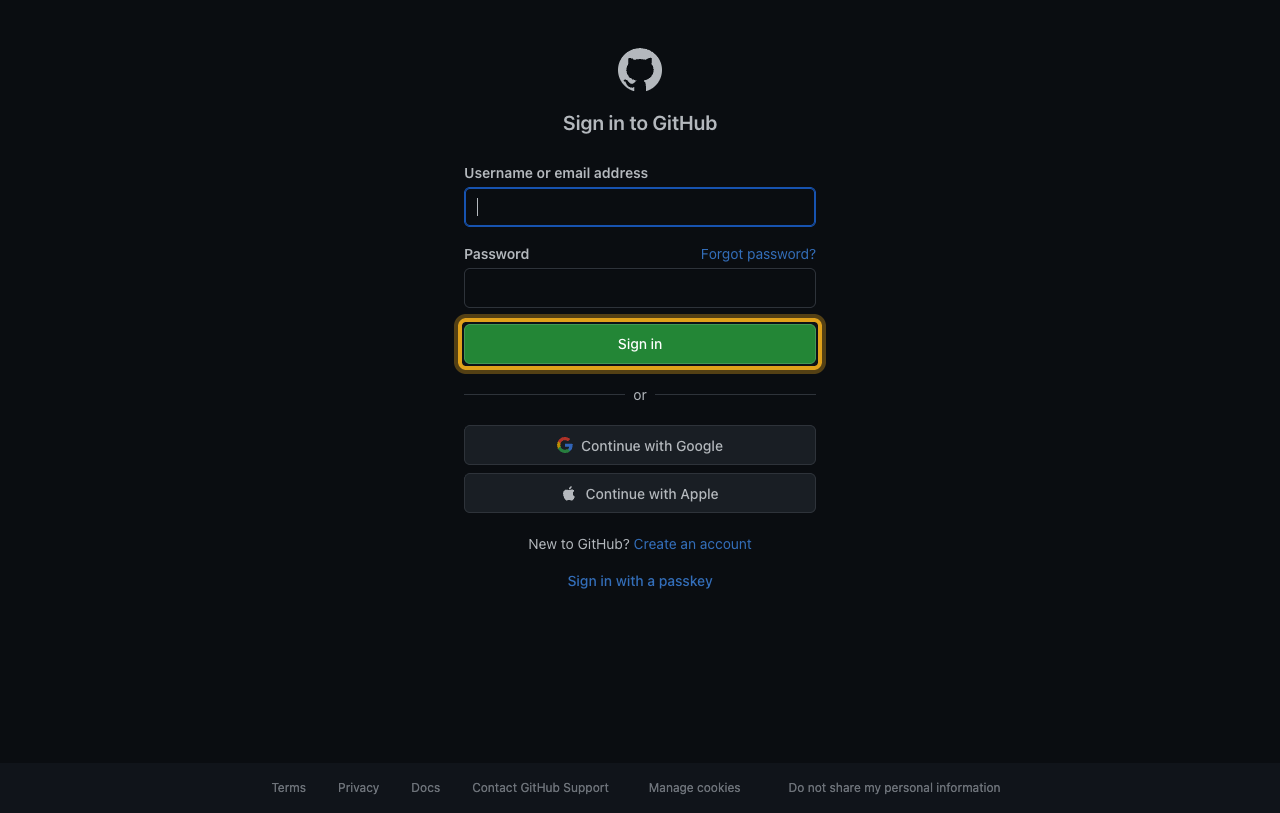 Sign in to GitHub
Username or email address
Password Forgot password?
Sign in
or
Continue with Google
Continue with Apple
New to GitHub? Create an account
Sign in with a passkey
Terms Privacy Docs Contact GitHub Support Manage cookies Do not share my personal information